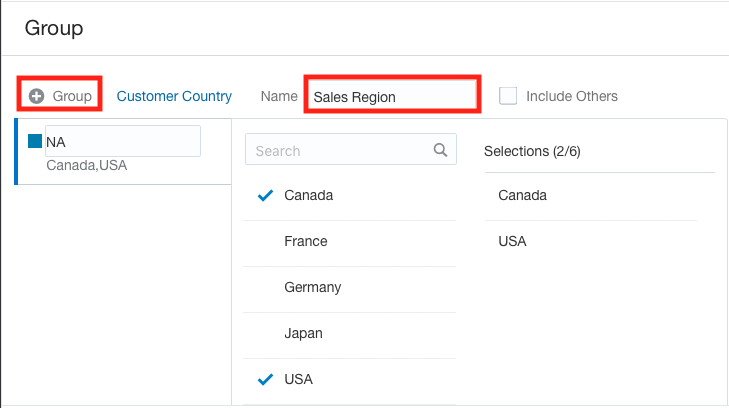 Group
Group Customer Country Name Sales Region Include Others
NA
Canada,USA
Search
Canada
France
Germany
Japan
USA
Selections (2/6)
Canada
USA